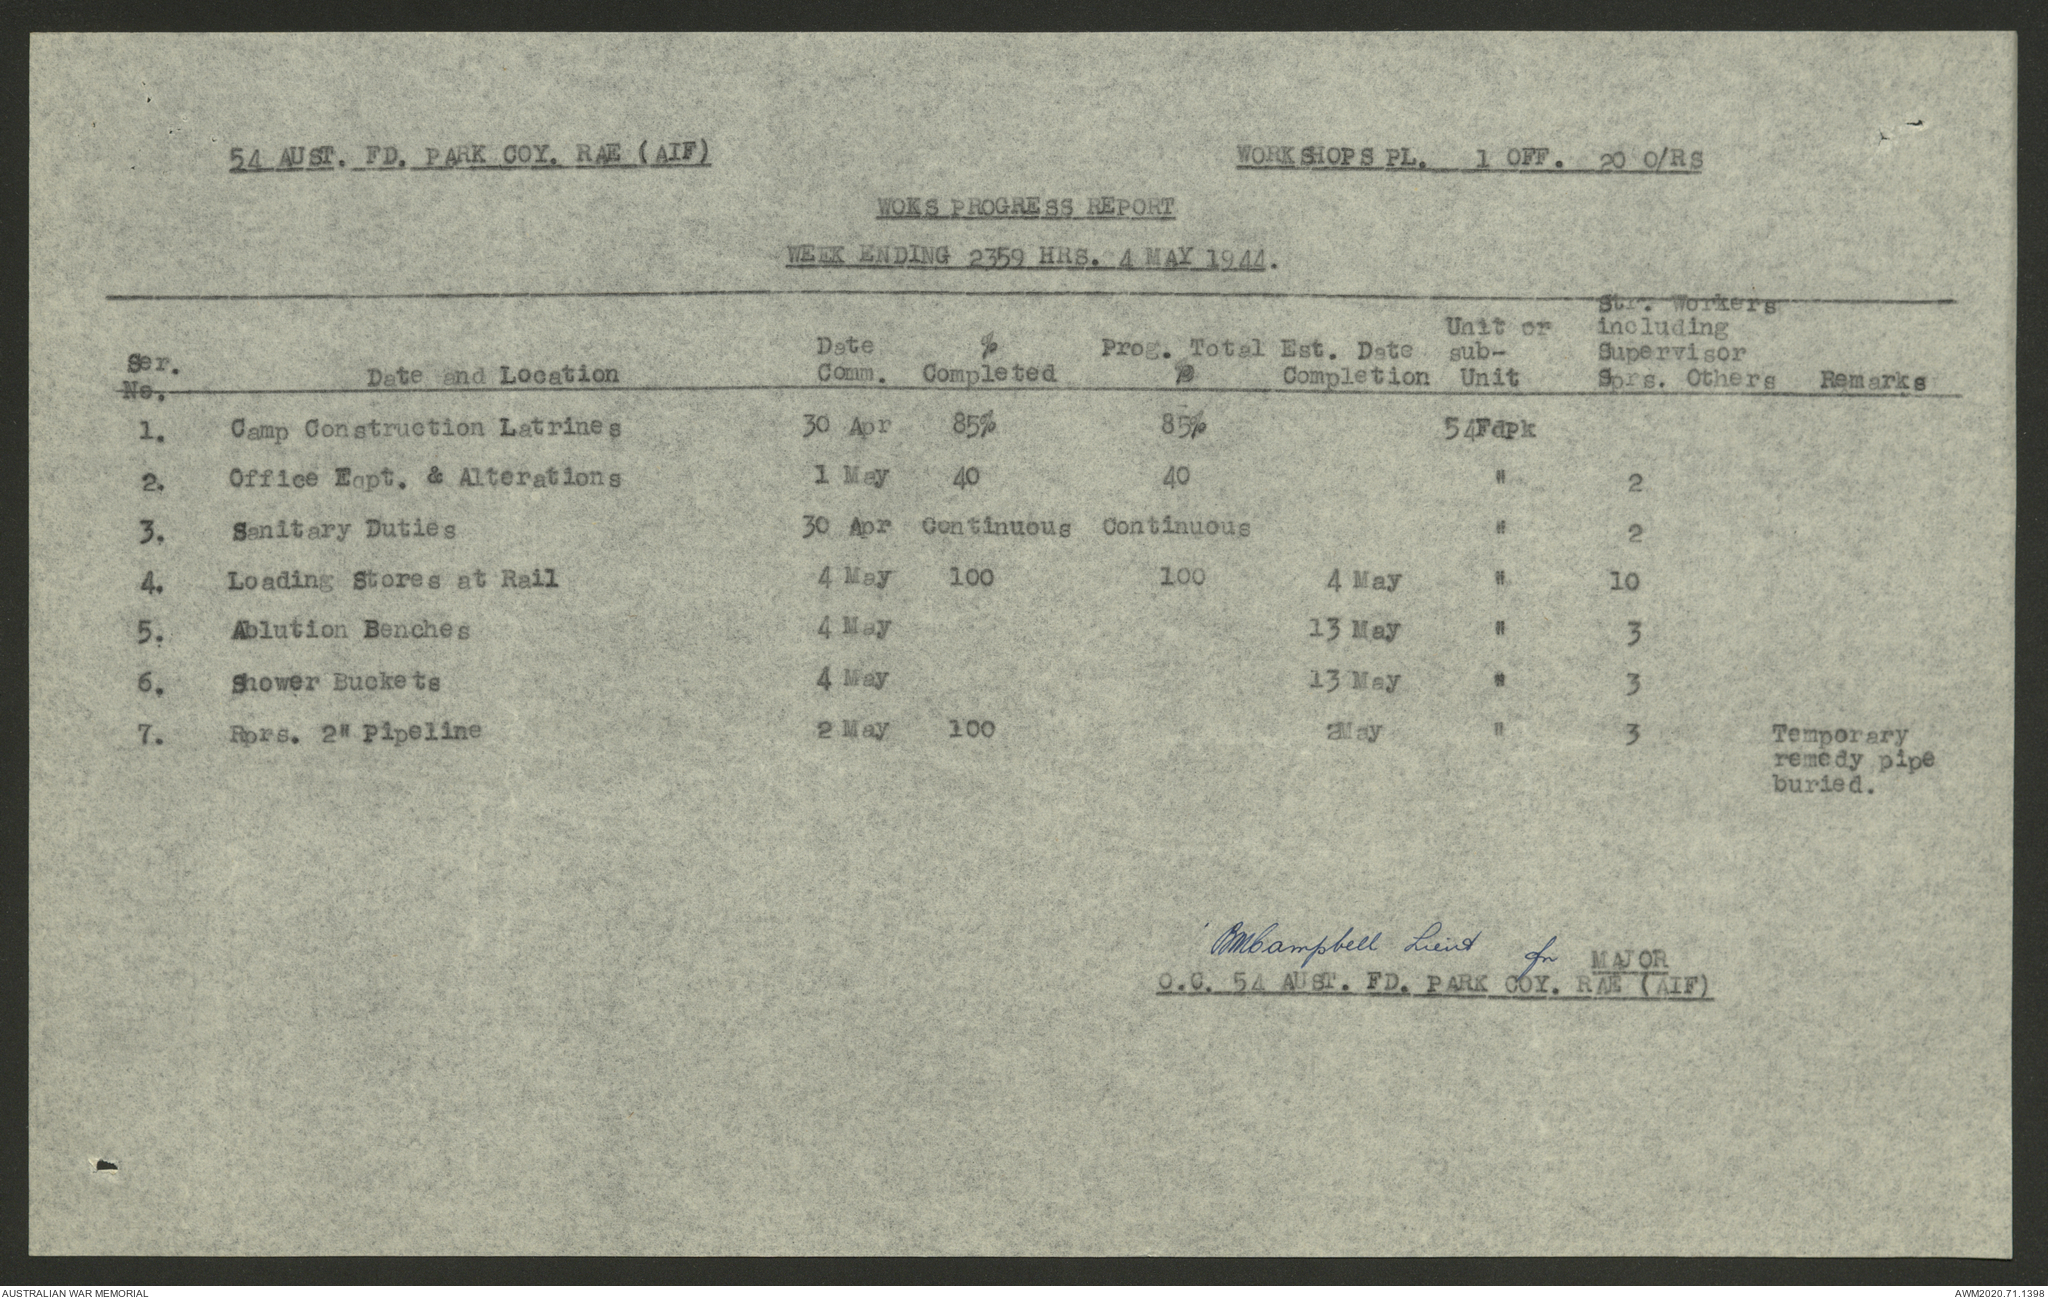 54 AUST. FD. PARK COY. RAE (AIF) WORKSHOPS PL. 1 OFF. 20 O/RS
WOKS PROGRESS REPORT
WEEK ENDING 2359 HRS. 4 MAY 1944.
Ser. No. Date and Location Date Comm. % Completed Prog. Total % Est. Date Completion Unit or sub-Unit Str. Workers including Supervisor Sprs. Others Remarks
1. Camp Construction Latrines 30 Apr 85% 85% 54FdPk
2. Office Eqpt. & Alterations 1 May 40 40 " 2
3. Sanitary Duties 30 Apr Continuous Continuous " 2
4. Loading Stores at Rail 4 May 100 100 4 May " 10
5. Ablution Benches 4 May 13 May " 3
6. Shower Buckets 4 May 13 May " 3
7. Rprs. 2" Pipeline 2 May 100 2May " 3 Temporary
remedy pipe
buried.
BMCampbell Lieut for MAJOR
O.C. 54 AUST. FD. PARK COY. RAE (AIF)
AUSTRALIAN WAR MEMORIAL AWM2020.71.1398